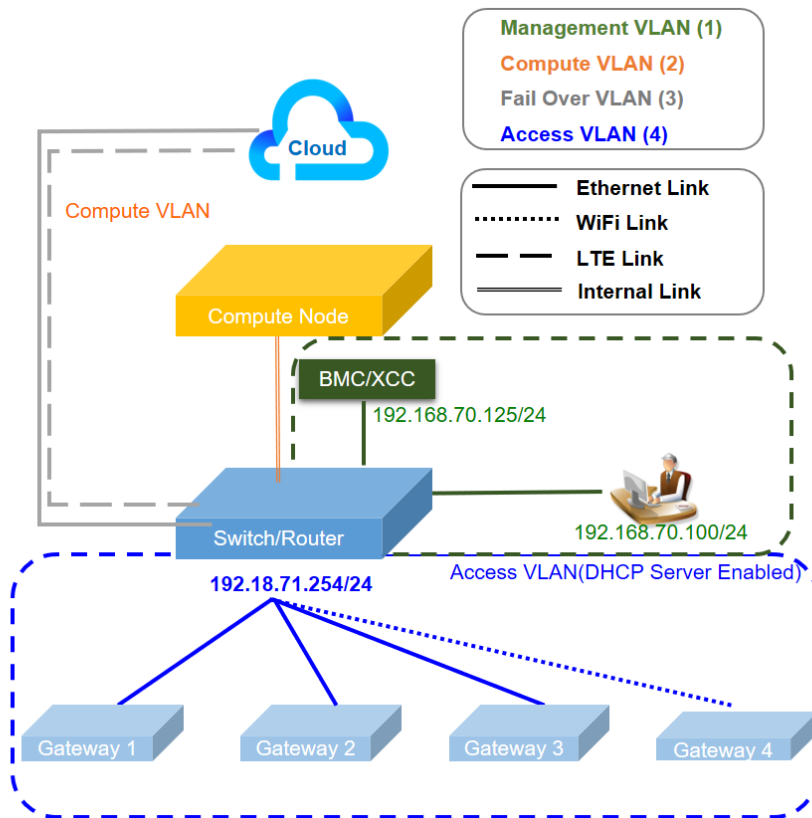 Management VLAN (1)
Compute VLAN (2)
Fail Over VLAN (3)
Access VLAN (4)
Cloud
Ethernet Link
WiFi Link
LTE Link
Internal Link
Compute VLAN
Compute Node
BMC/XCC
192.168.70.125/24
Switch/Router
192.168.70.100/24
Access VLAN(DHCP Server Enabled)
192.18.71.254/24
Gateway 1
Gateway 2
Gateway 3
Gateway 4